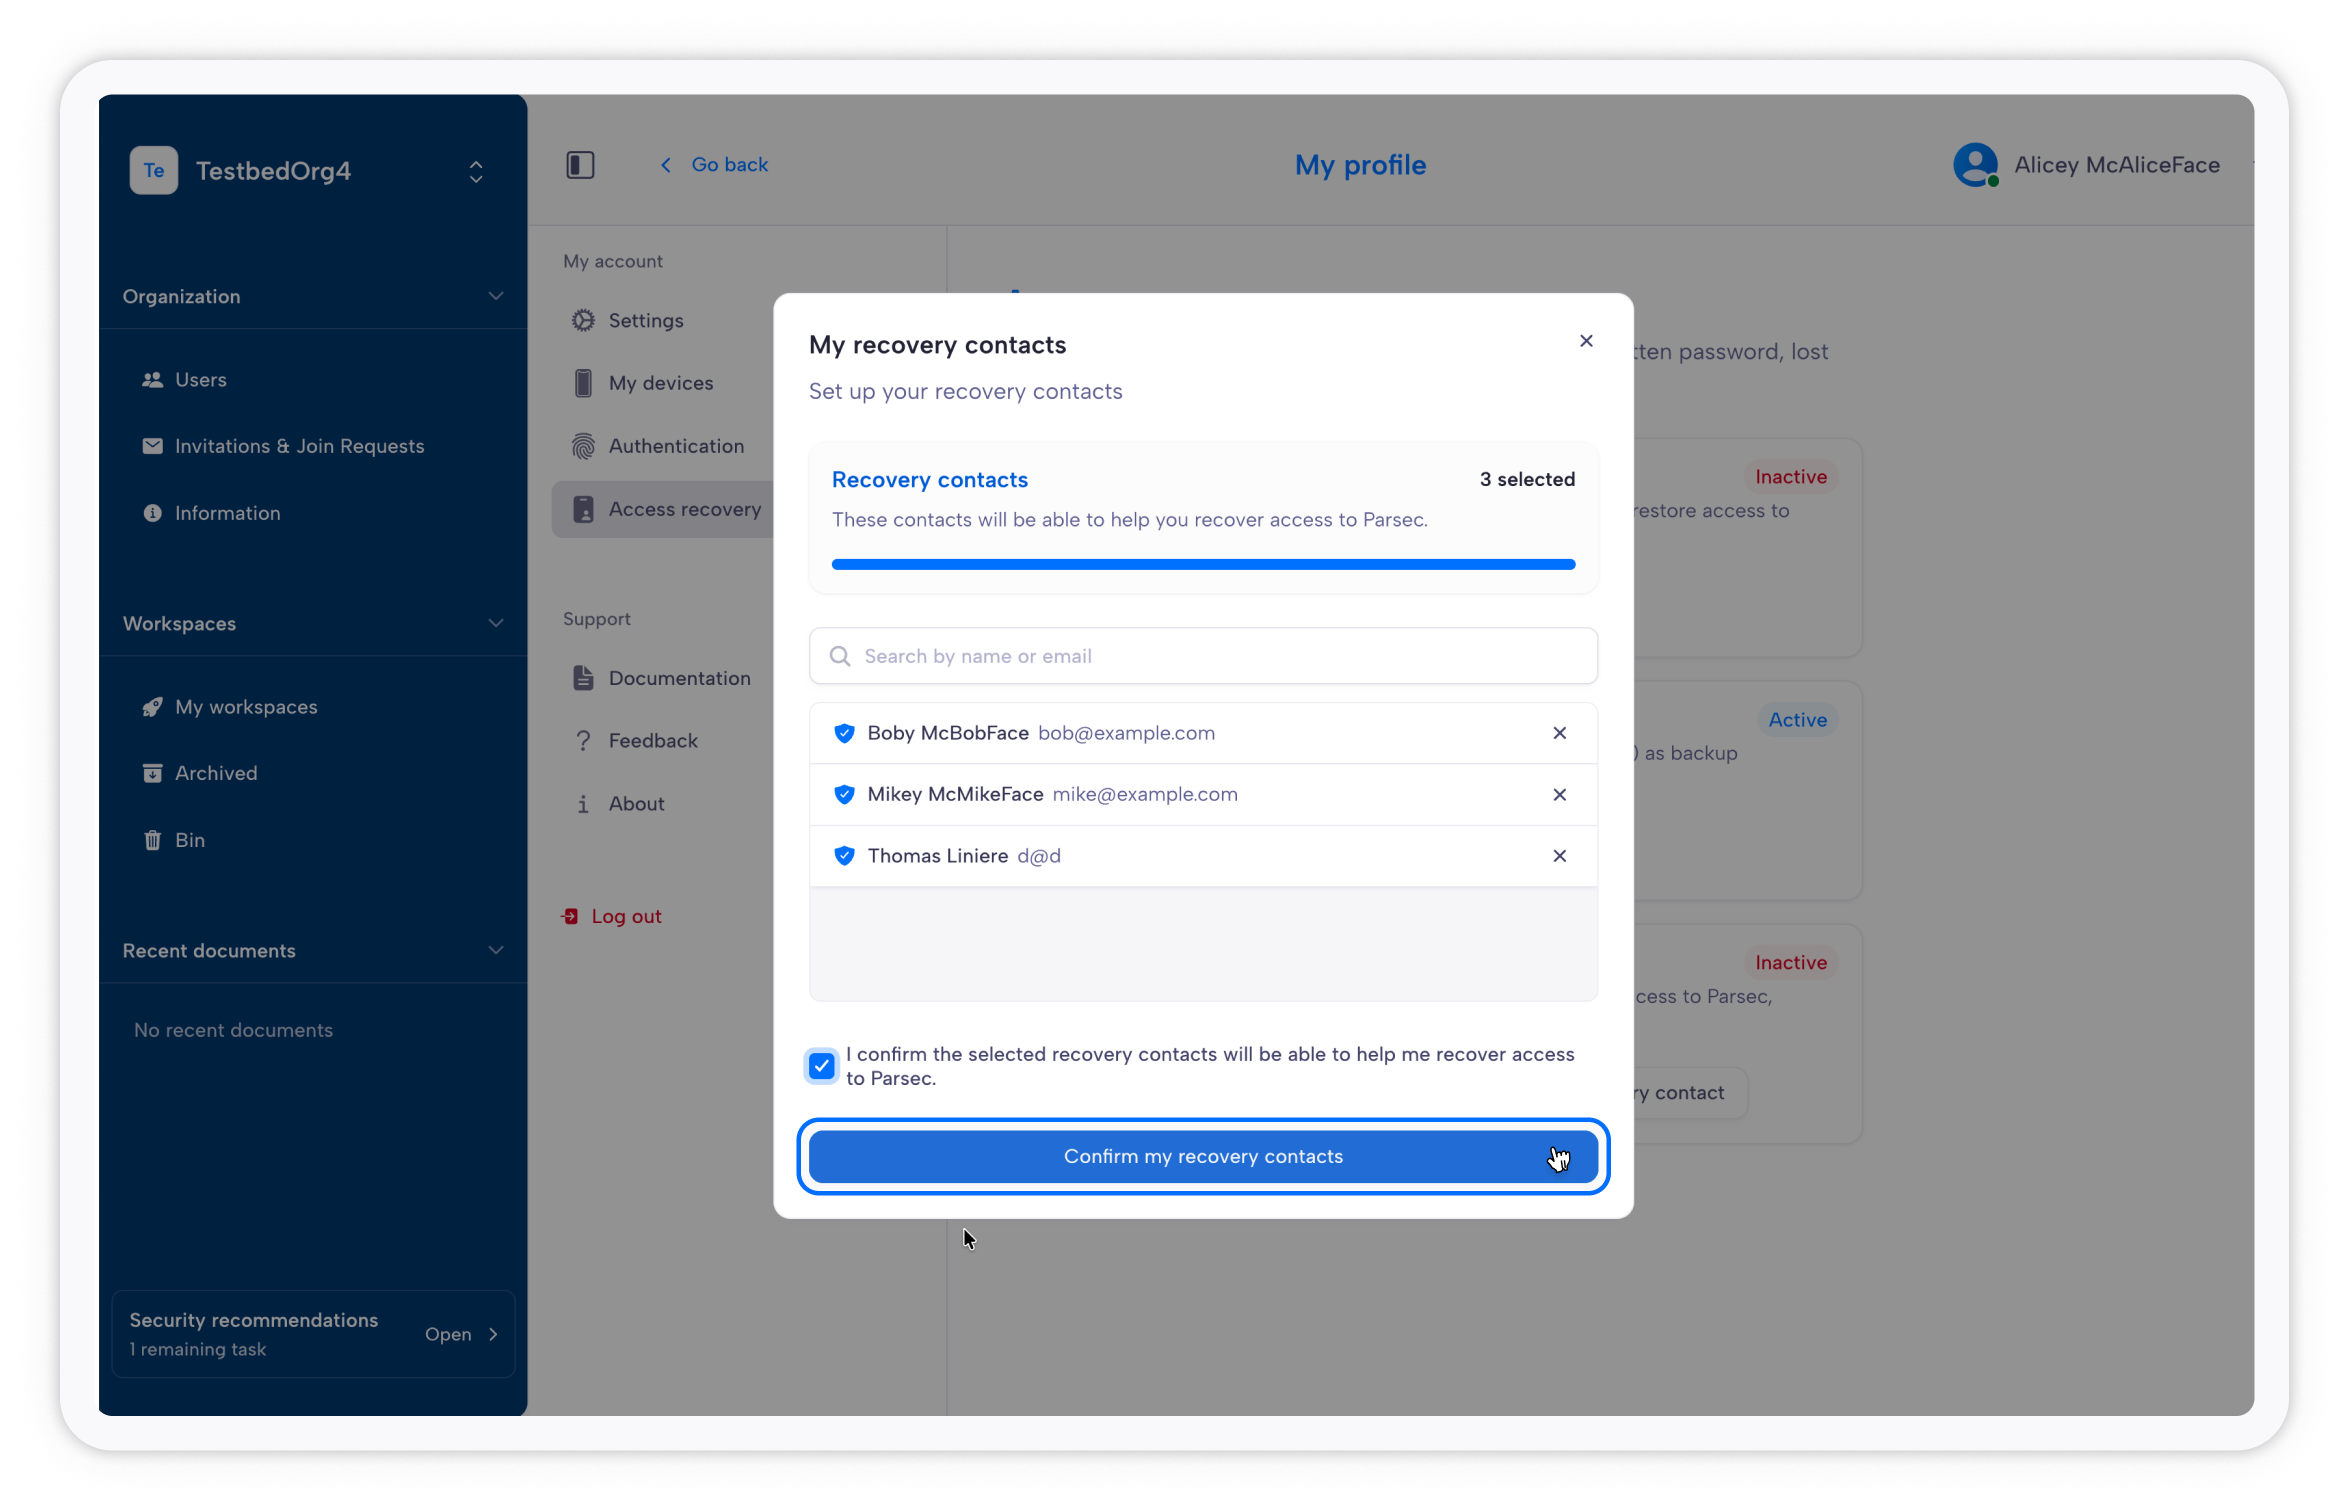 Te
TestbedOrg4
Organization
Users
Invitations & Join Requests
Information
Workspaces
My workspaces
Archived
Bin
Recent documents
No recent documents
Security recommendations
1 remaining task
Open
Go back
My profile
Alicey McAliceFace
My account
Settings
My devices
Authentication
Access recovery
Support
Documentation
Feedback
About
Log out
My recovery contacts
Set up your recovery contacts
Recovery contacts
3 selected
These contacts will be able to help you recover access to Parsec.
Search by name or email
Boby McBobFace bob@example.com
Mikey McMikeFace mike@example.com
Thomas Liniere d@d
I confirm the selected recovery contacts will be able to help me recover access
to Parsec.
Confirm my recovery contacts
password, lost
Inactive
restore access to
Active
) as backup
Inactive
to Parsec,
contact